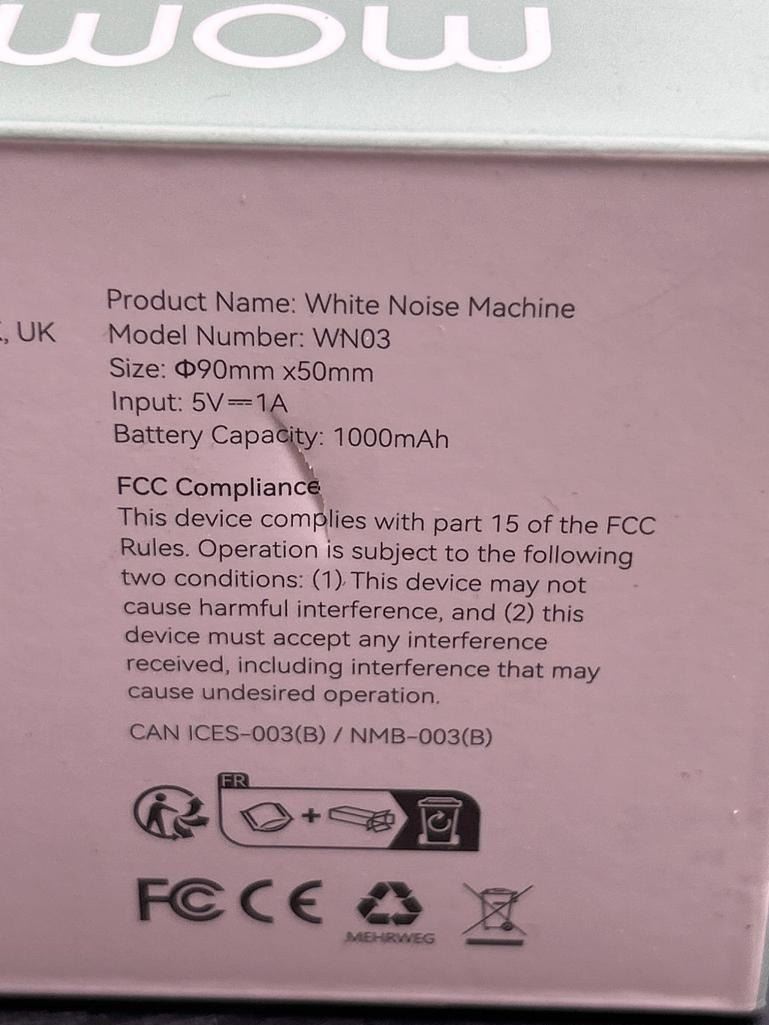 mom
, UK
Product Name: White Noise Machine
Model Number: WN03
Size: Φ90mm x50mm
Input: 5V⎓1A
Battery Capacity: 1000mAh
FCC Compliance
This device complies with part 15 of the FCC
Rules. Operation is subject to the following
two conditions: (1) This device may not
cause harmful interference, and (2) this
device must accept any interference
received, including interference that may
cause undesired operation.
CAN ICES-003(B) / NMB-003(B)
FR
+
FC CE
MEHRWEG